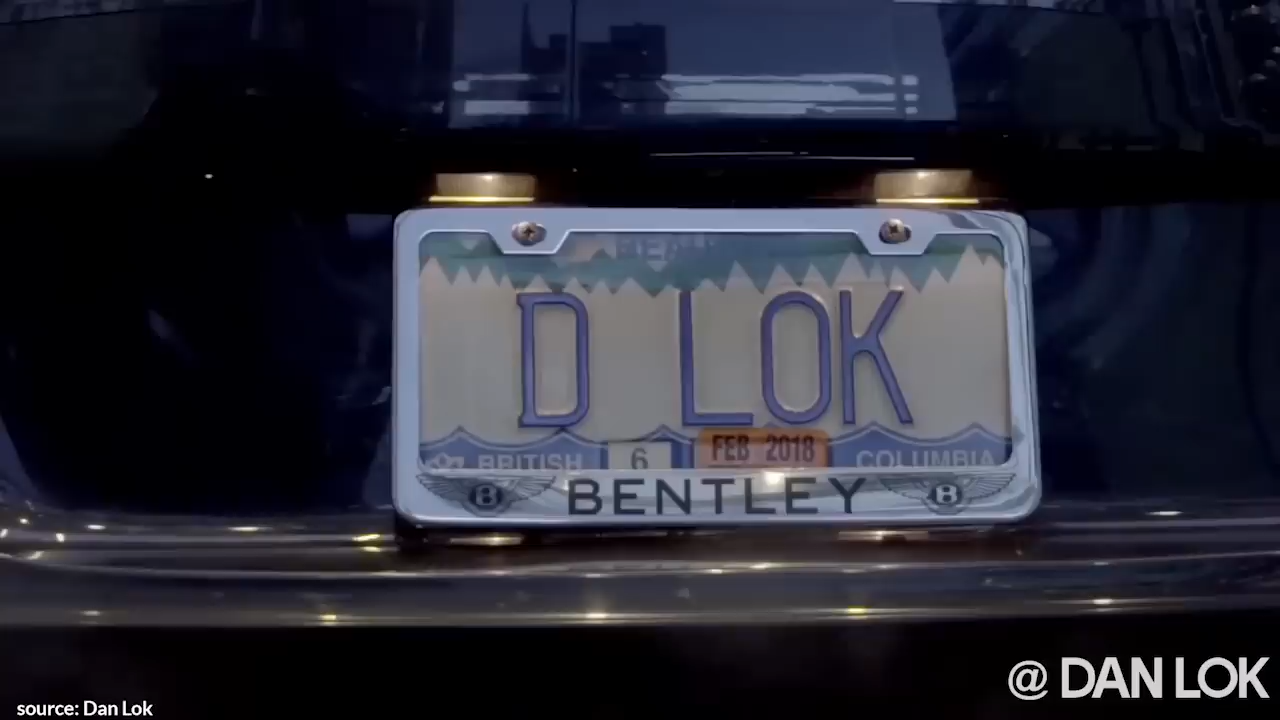 D LOK
BRITISH 6 FEB 2018 COLUMBIA
B BENTLEY B
@ DAN LOK
source: Dan Lok